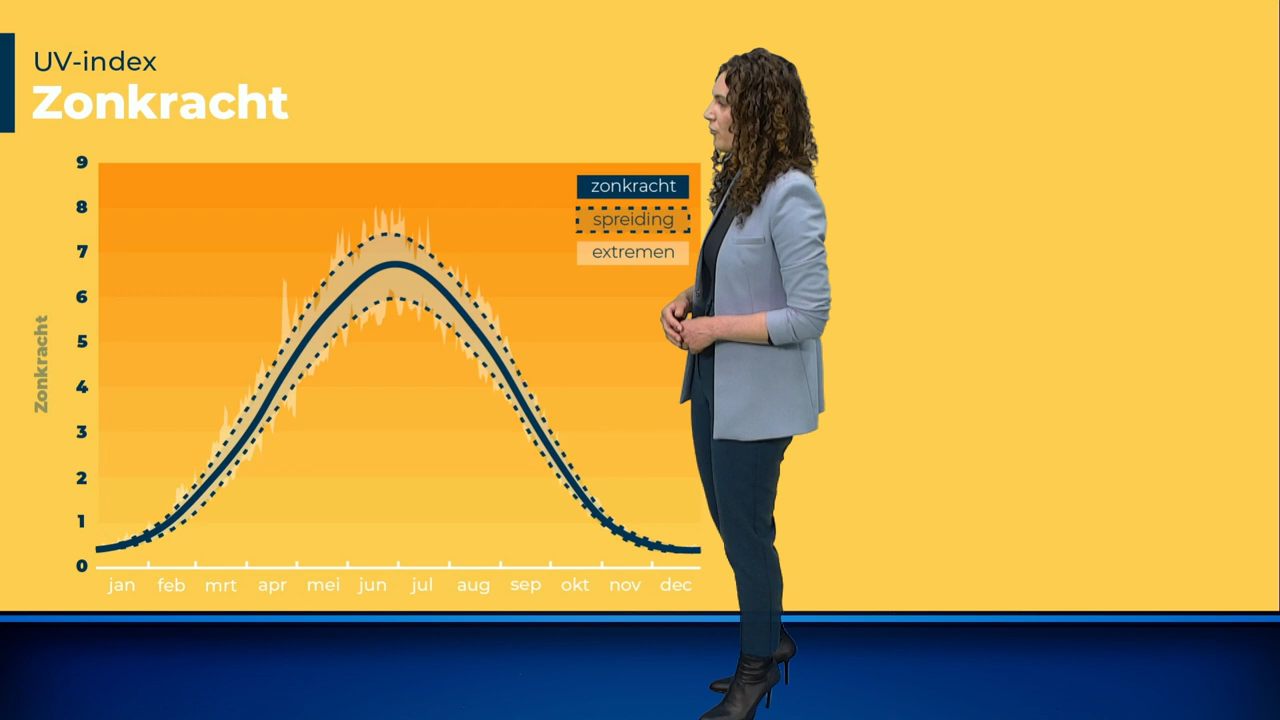 UV-index
Zonkracht
9
8
7
6
5
4
3
2
1
0
Zonkracht
zonkracht
spreiding
extremen
jan feb mrt apr mei jun jul aug sep okt nov dec